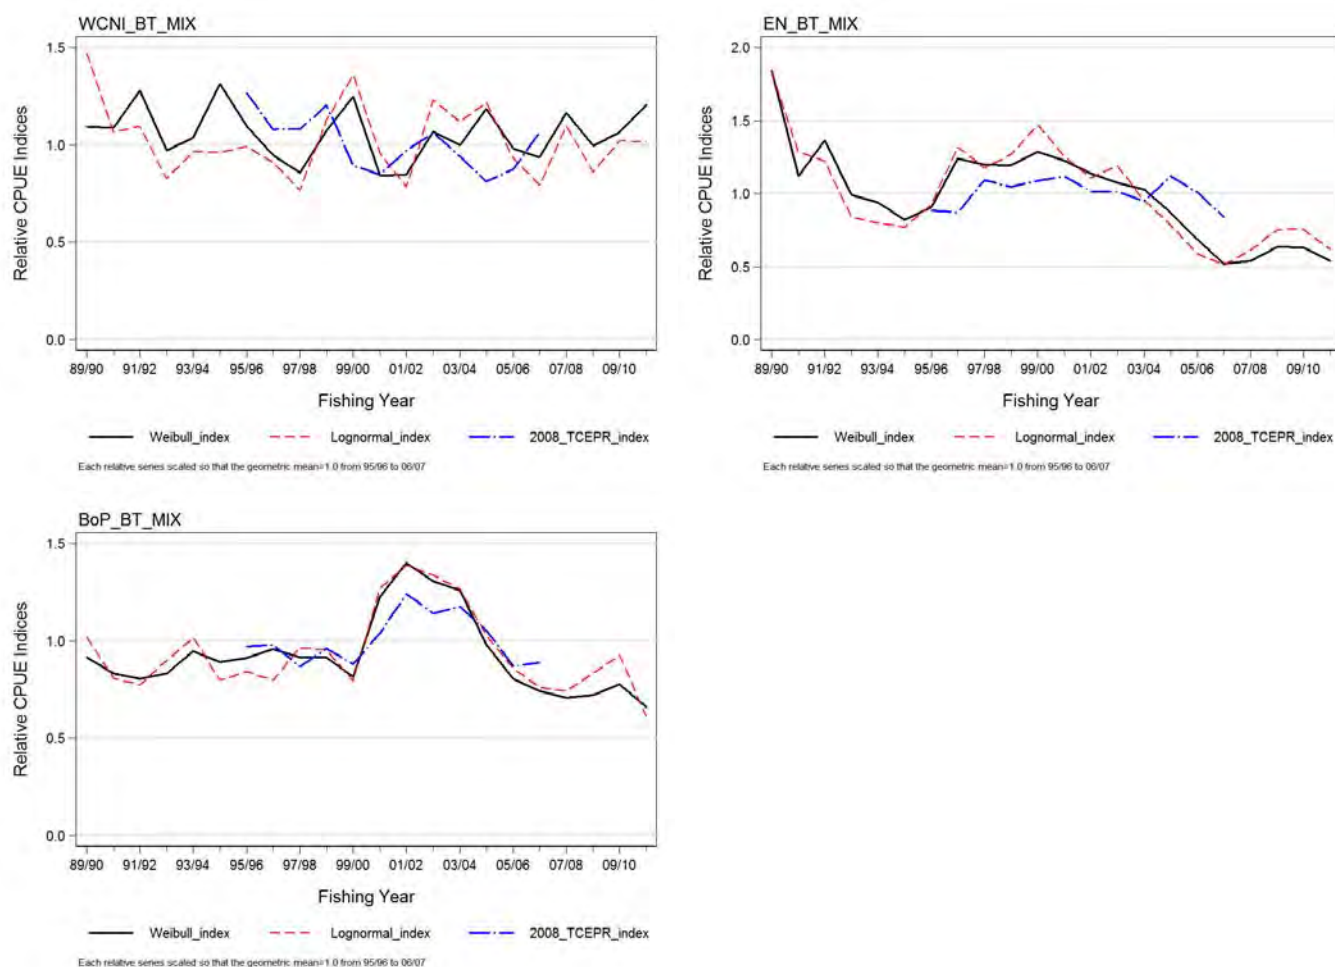 WCNI_BT_MIX
Relative CPUE Indices
1.5
1.0
0.5
0.0
89/90 91/92 93/94 95/96 97/98 99/00 01/02 03/04 05/06 07/08 09/10
Fishing Year
Weibull_index Lognormal_index 2008_TCEPR_index
Each relative series scaled so that the geometric mean=1.0 from 95/96 to 06/07
EN_BT_MIX
Relative CPUE Indices
2.0
1.5
1.0
0.5
0.0
89/90 91/92 93/94 95/96 97/98 99/00 01/02 03/04 05/06 07/08 09/10
Fishing Year
Weibull_index Lognormal_index 2008_TCEPR_index
Each relative series scaled so that the geometric mean=1.0 from 95/96 to 06/07
BoP_BT_MIX
Relative CPUE Indices
1.5
1.0
0.5
0.0
89/90 91/92 93/94 95/96 97/98 99/00 01/02 03/04 05/06 07/08 09/10
Fishing Year
Weibull_index Lognormal_index 2008_TCEPR_index
Each relative series scaled so that the geometric mean=1.0 from 95/96 to 06/07